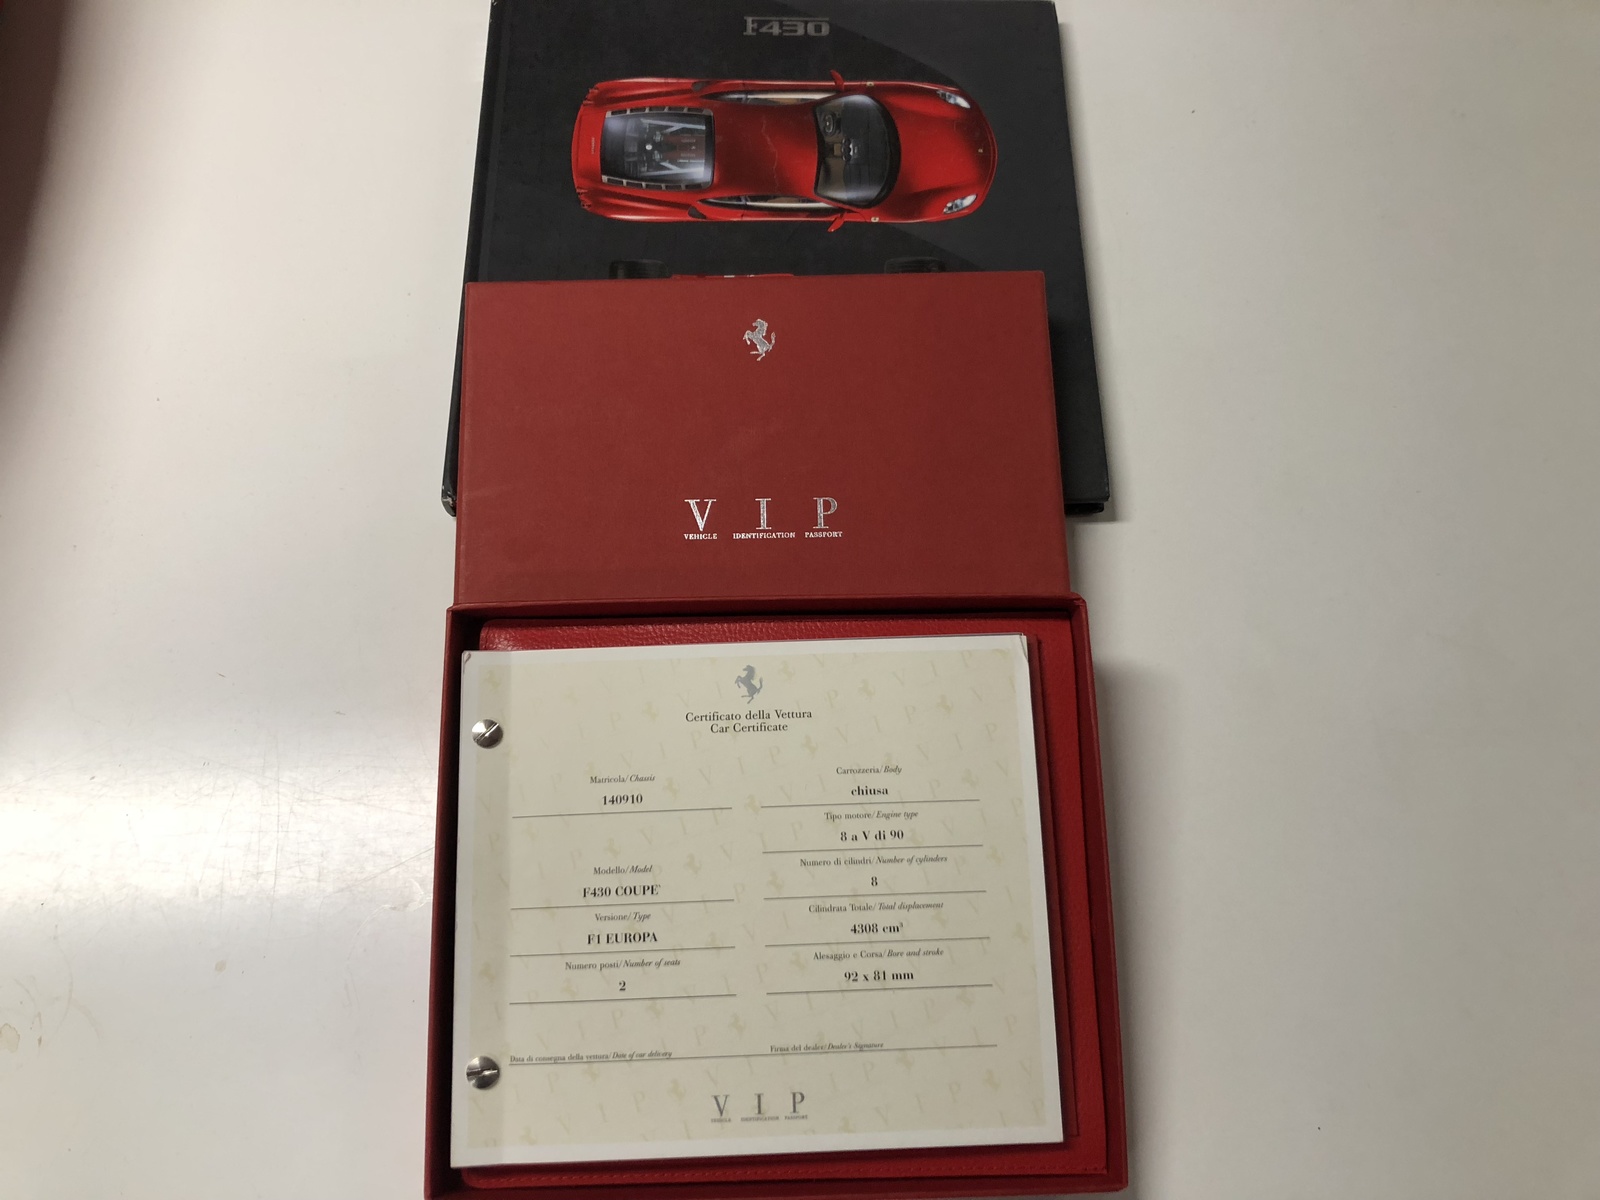 F430
V I P
VEHICLE IDENTIFICATION PASSPORT
Certificato della Vettura
Car Certificate
Matricola/Chassis
140910
Modello/Model
F430 COUPE'
Versione/Type
F1 EUROPA
Numero posti/Number of seats
2
Carrozzeria/Body
chiusa
Tipo motore/Engine type
8 a V di 90
Numero di cilindri/Number of cylinders
8
Cilindrata Totale/Total displacement
4308 cm³
Alesaggio e Corsa/Bore and stroke
92 x 81 mm
Data di consegna della vettura/Date of car delivery
Firma del dealer/Dealer's Signature
V I P
VEHICLE IDENTIFICATION PASSPORT